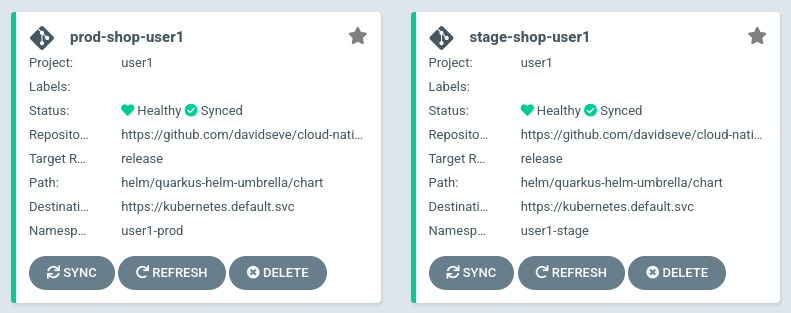 prod-shop-user1
Project: user1
Labels:
Status: Healthy Synced
Reposito... https://github.com/davidseve/cloud-nati...
Target R... release
Path: helm/quarkus-helm-umbrella/chart
Destinati... https://kubernetes.default.svc
Namesp... user1-prod
SYNC REFRESH DELETE
stage-shop-user1
Project: user1
Labels:
Status: Healthy Synced
Reposito... https://github.com/davidseve/cloud-nati...
Target R... release
Path: helm/quarkus-helm-umbrella/chart
Destinati... https://kubernetes.default.svc
Namesp... user1-stage
SYNC REFRESH DELETE